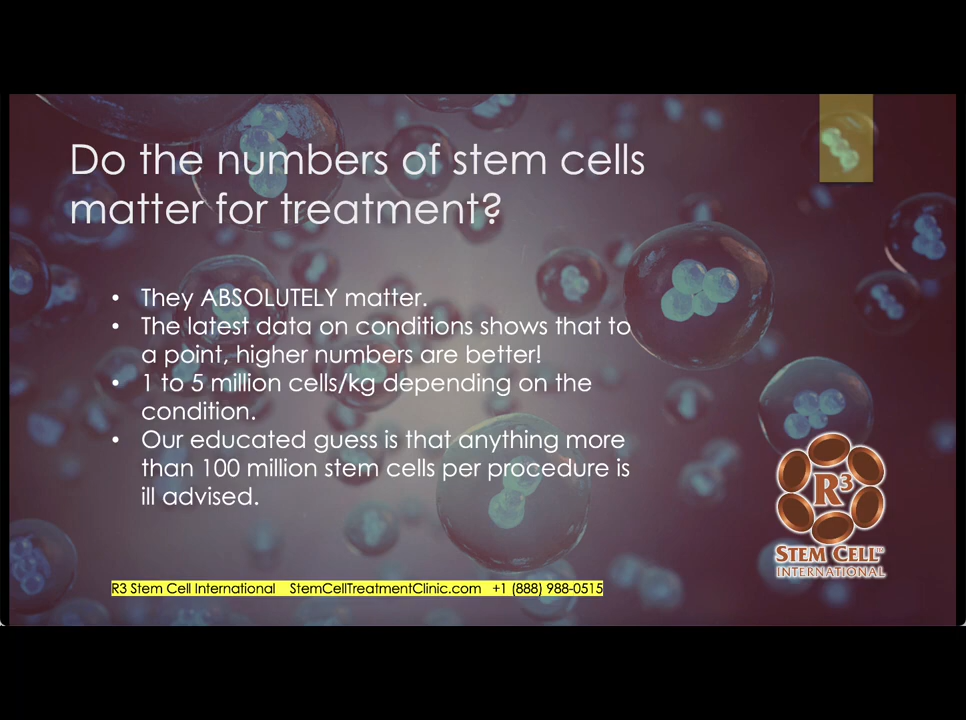 Do the numbers of stem cells
matter for treatment?
• They ABSOLUTELY matter.
• The latest data on conditions shows that to
a point, higher numbers are better!
• 1 to 5 million cells/kg depending on the
condition.
• Our educated guess is that anything more
than 100 million stem cells per procedure is
ill advised.
R3
STEM CELL™
INTERNATIONAL
R3 Stem Cell International StemCellTreatmentClinic.com +1 (888) 988-0515